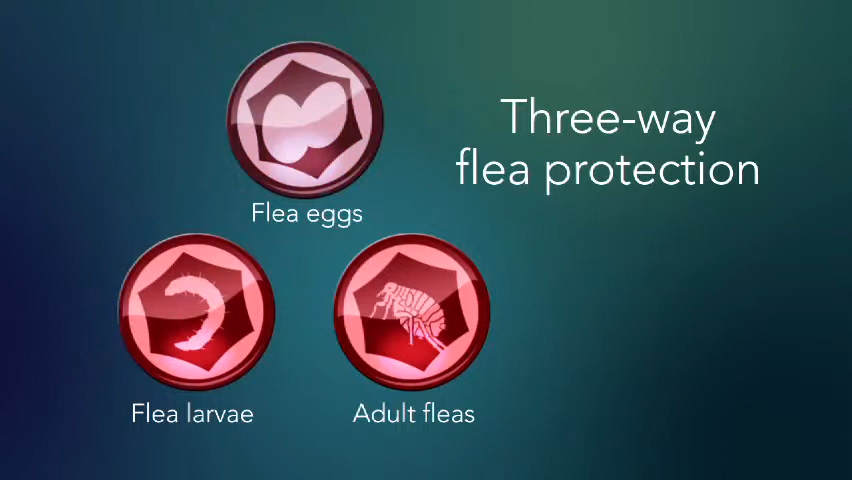 Three-way
flea protection
Flea eggs
Flea larvae
Adult fleas